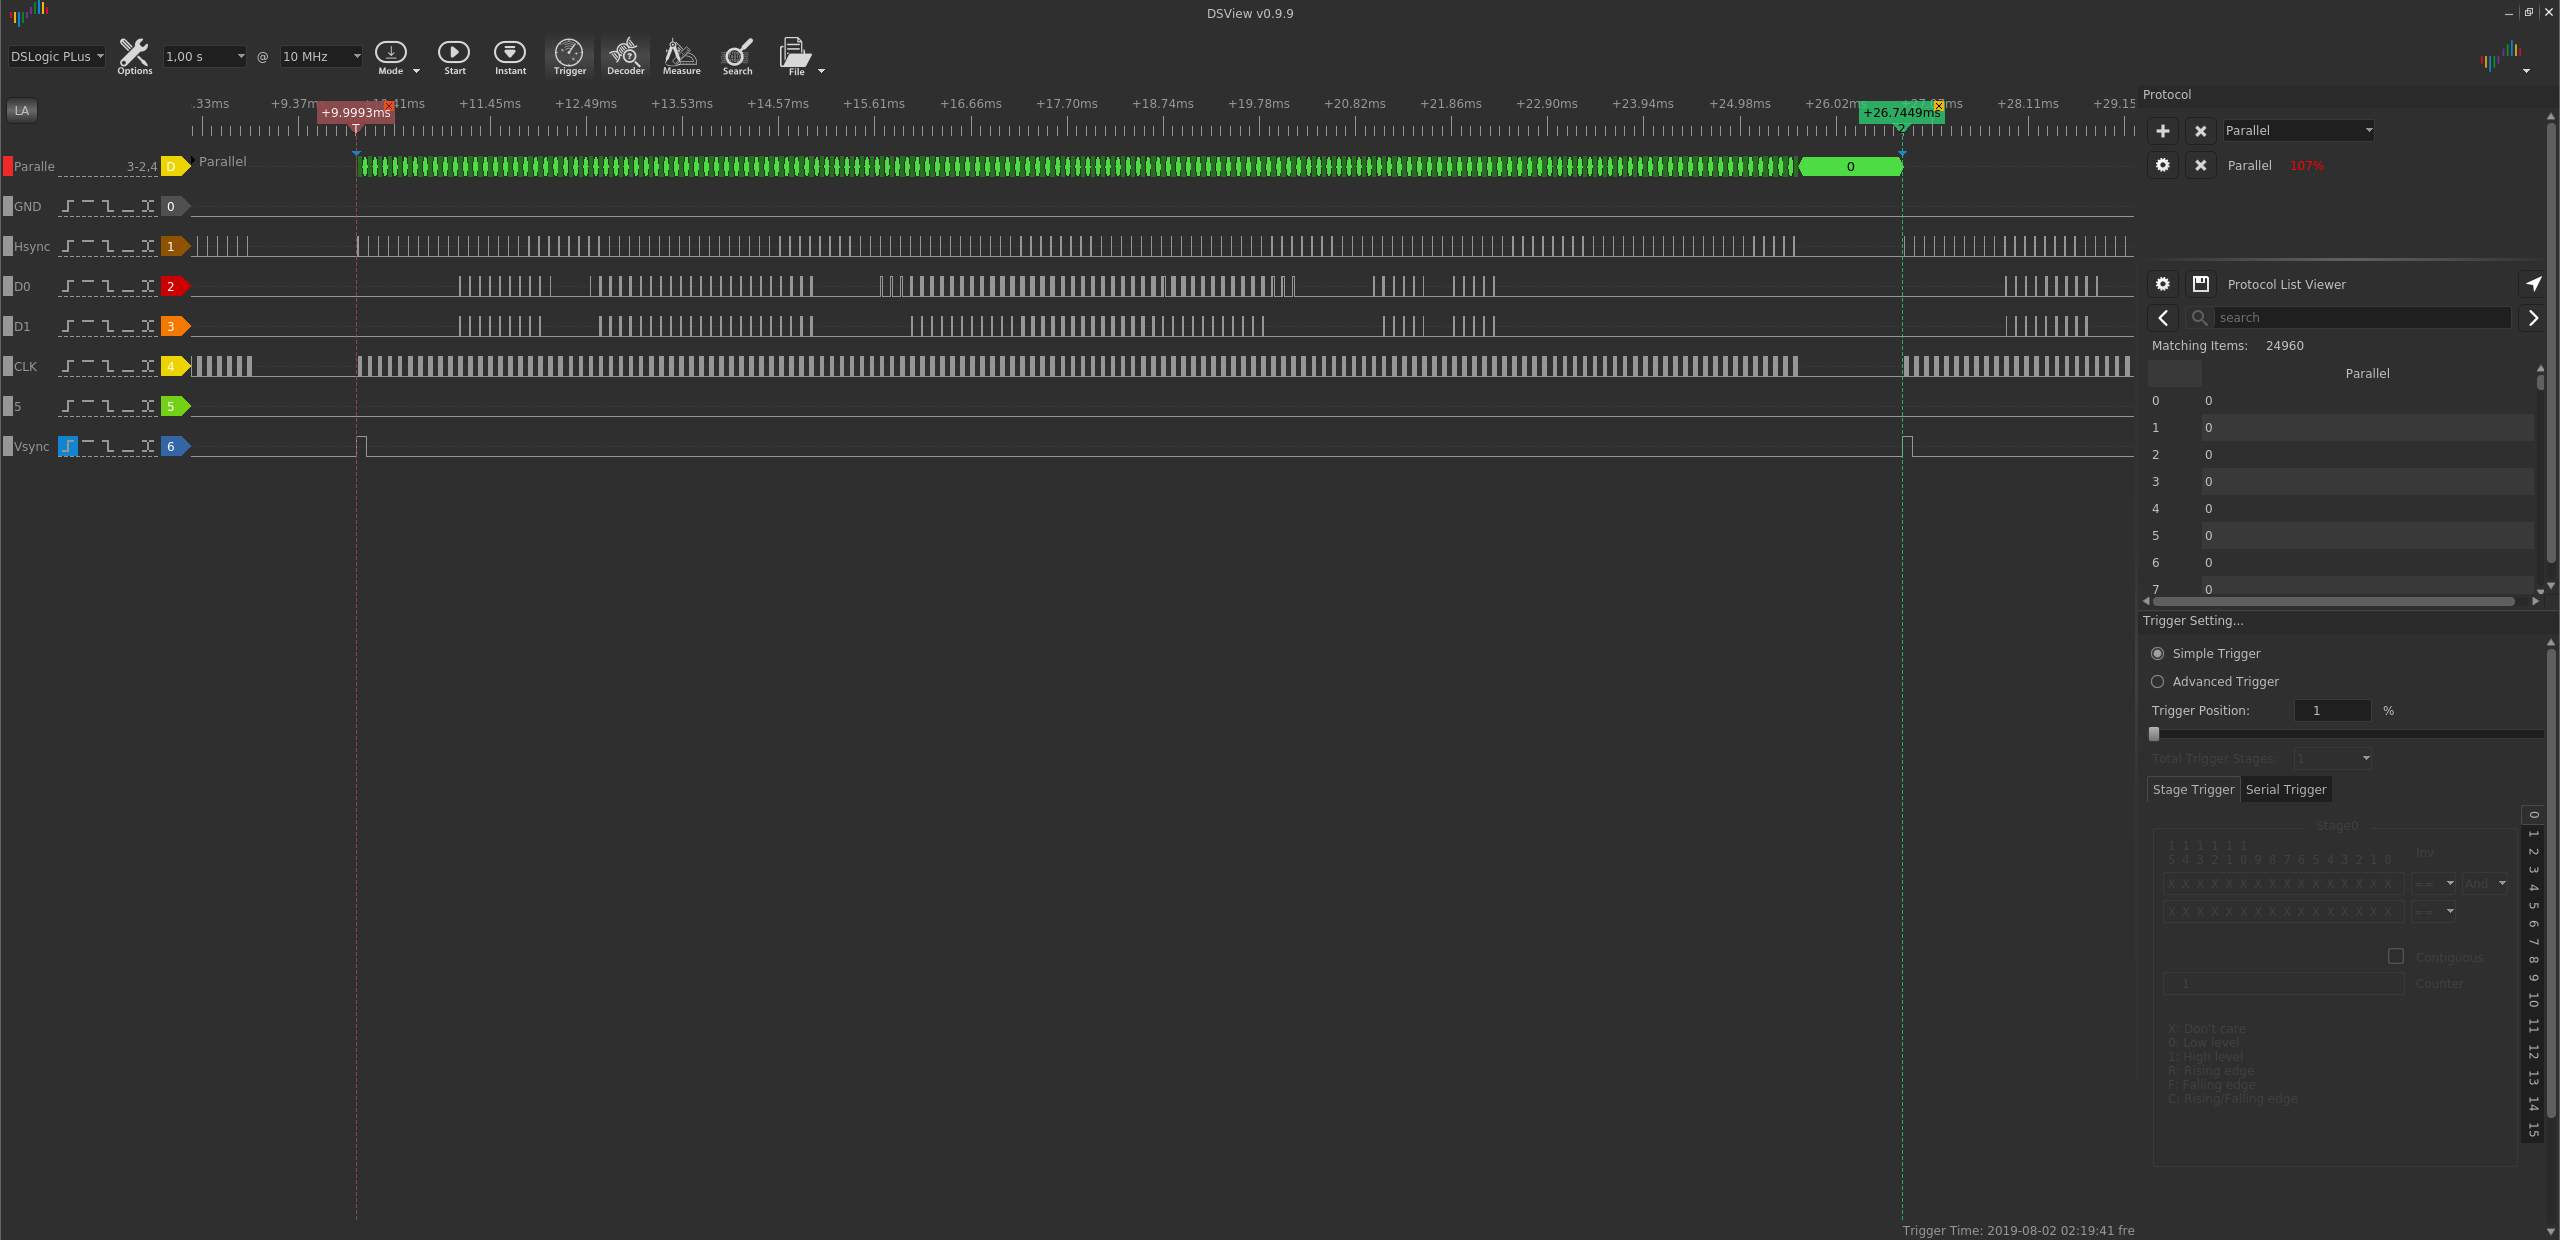 DSView v0.9.9
DSLogic PLus
Options
1,00 s
@
10 MHz
Mode
Start
Instant
Trigger
Decoder
Measure
Search
File
LA
.33ms +9.37m +11.45ms +12.49ms +13.53ms +14.57ms +15.61ms +16.66ms +17.70ms +18.74ms +19.78ms +20.82ms +21.86ms +22.90ms +23.94ms +24.98ms +26.02ms +28.11ms +29.15
+9.9993ms
T
+26.7449ms
2
Paralle 3-2,4 D Parallel 0
GND 0
Hsync 1
D0 2
D1 3
CLK 4
5 5
Vsync 6
Trigger Time: 2019-08-02 02:19:41 fre
Protocol
Parallel
Parallel 107%
Protocol List Viewer
search
Matching Items: 24960
Parallel
0 0
1 0
2 0
3 0
4 0
5 0
6 0
7 0
Trigger Setting...
Simple Trigger
Advanced Trigger
Trigger Position: 1 %
Total Trigger Stages: 1
Stage Trigger Serial Trigger
Stage0
1 1 1 1 1 1
5 4 3 2 1 0 9 8 7 6 5 4 3 2 1 0 Inv
X X X X X X X X X X X X X X X X == And
X X X X X X X X X X X X X X X X ==
Contiguous
1 Counter
X: Don't care
0: Low level
1: High level
R: Rising edge
F: Falling edge
C: Rising/Falling edge
0
1
2
3
4
5
6
7
8
9
10
11
12
13
14
15